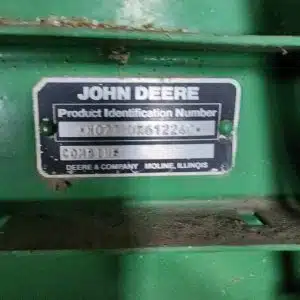 JOHN DEERE
Product Identification Number
COMBINE
DEERE & COMPANY MOLINE, ILLINOIS